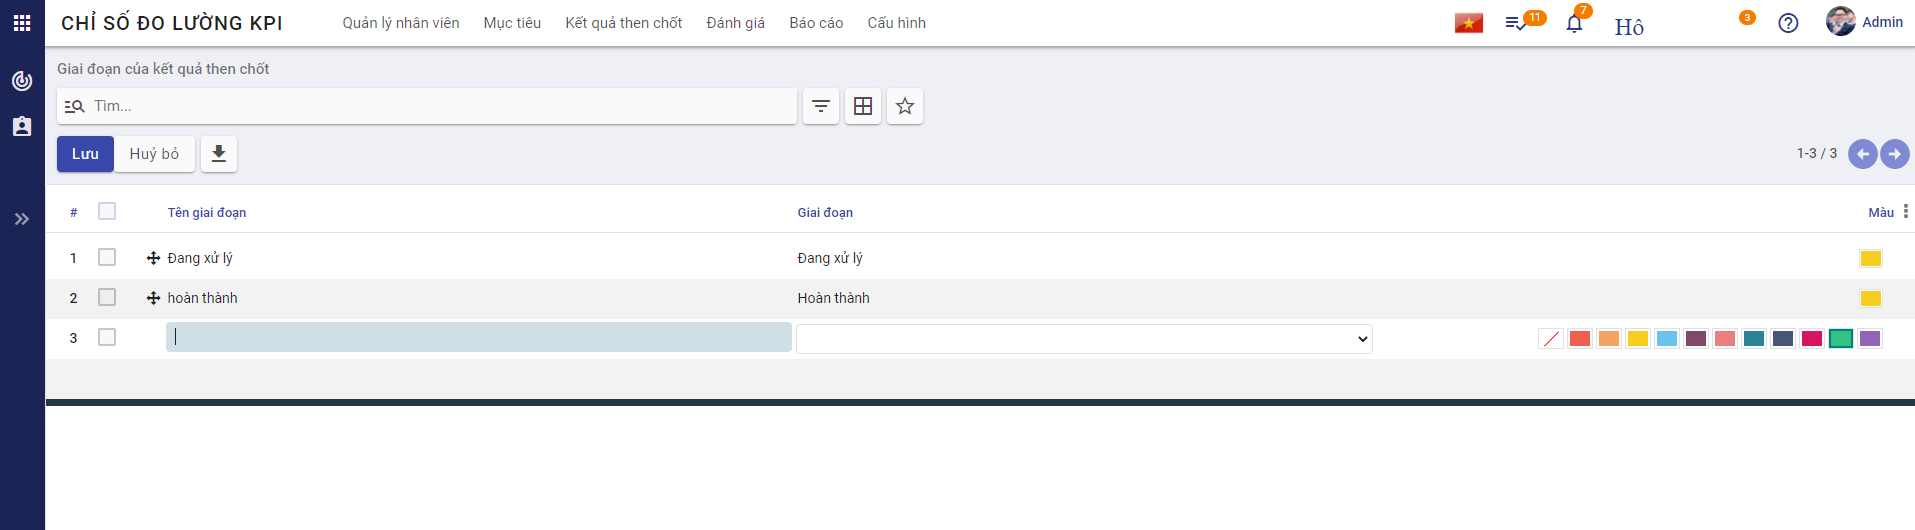 CHỈ SỐ ĐO LƯỜNG KPI Quản lý nhân viên Mục tiêu Kết quả then chốt Đánh giá Báo cáo Cấu hình 11 7 Hô 3 Admin
Giai đoạn của kết quả then chốt
Tìm...
Lưu Huỷ bỏ 1-3 / 3
# Tên giai đoạn Giai đoạn Màu
1 Đang xử lý Đang xử lý
2 hoàn thành Hoàn thành
3